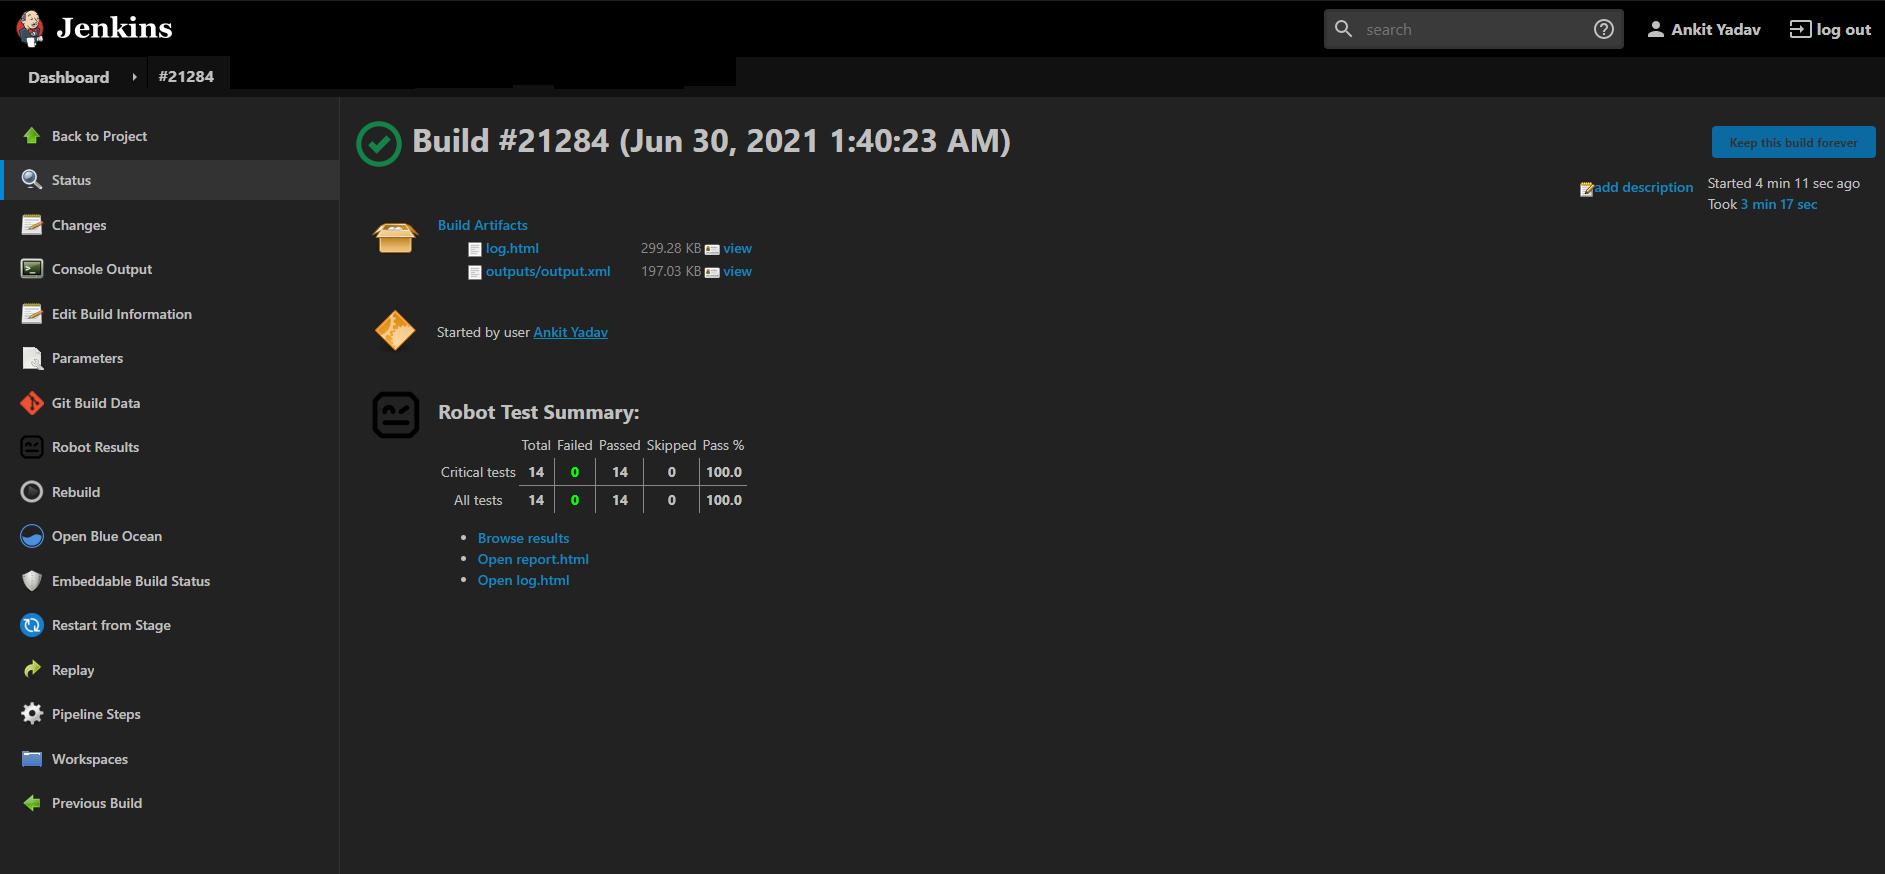 Jenkins
search
Ankit Yadav
log out
Dashboard
#21284
Back to Project
Status
Changes
Console Output
Edit Build Information
Parameters
Git Build Data
Robot Results
Rebuild
Open Blue Ocean
Embeddable Build Status
Restart from Stage
Replay
Pipeline Steps
Workspaces
Previous Build
Build #21284 (Jun 30, 2021 1:40:23 AM)
Keep this build forever
add description
Started 4 min 11 sec ago
Took 3 min 17 sec
Build Artifacts
log.html 299.28 KB view
outputs/output.xml 197.03 KB view
Started by user Ankit Yadav
Robot Test Summary:
Total Failed Passed Skipped Pass %
Critical tests 14 0 14 0 100.0
All tests 14 0 14 0 100.0
Browse results
Open report.html
Open log.html